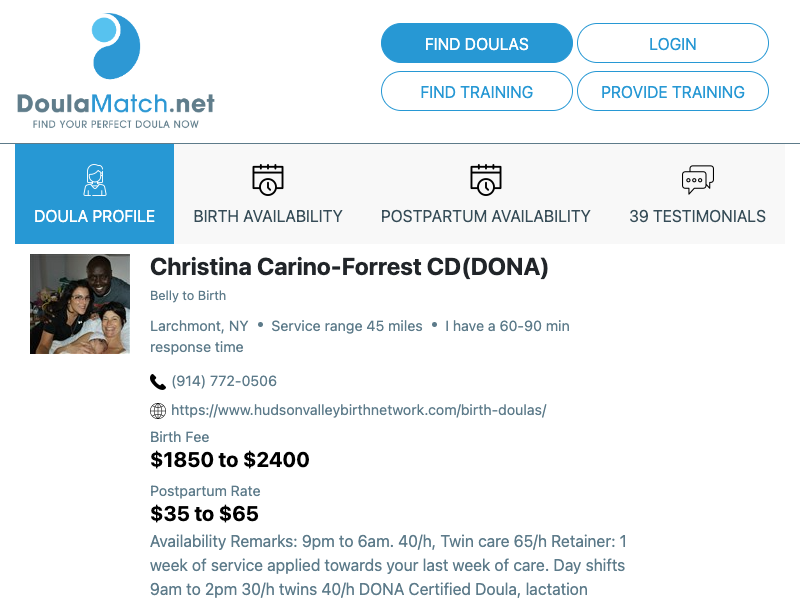 DoulaMatch.net
FIND YOUR PERFECT DOULA NOW
FIND DOULAS
LOGIN
FIND TRAINING
PROVIDE TRAINING
DOULA PROFILE
BIRTH AVAILABILITY
POSTPARTUM AVAILABILITY
39 TESTIMONIALS
Christina Carino-Forrest CD(DONA)
Belly to Birth
Larchmont, NY • Service range 45 miles • I have a 60-90 min
response time
(914) 772-0506
https://www.hudsonvalleybirthnetwork.com/birth-doulas/
Birth Fee
$1850 to $2400
Postpartum Rate
$35 to $65
Availability Remarks: 9pm to 6am. 40/h, Twin care 65/h Retainer: 1
week of service applied towards your last week of care. Day shifts
9am to 2pm 30/h twins 40/h DONA Certified Doula, lactation